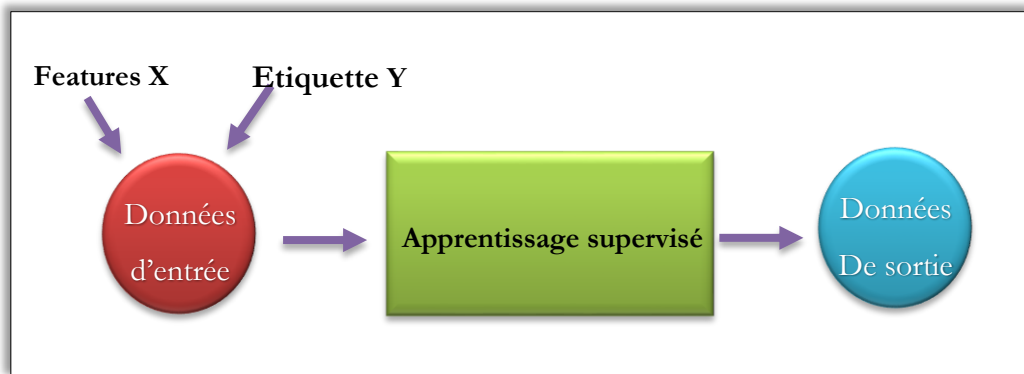 Features X
Etiquette Y
Données
d'entrée
Apprentissage supervisé
Données
De sortie